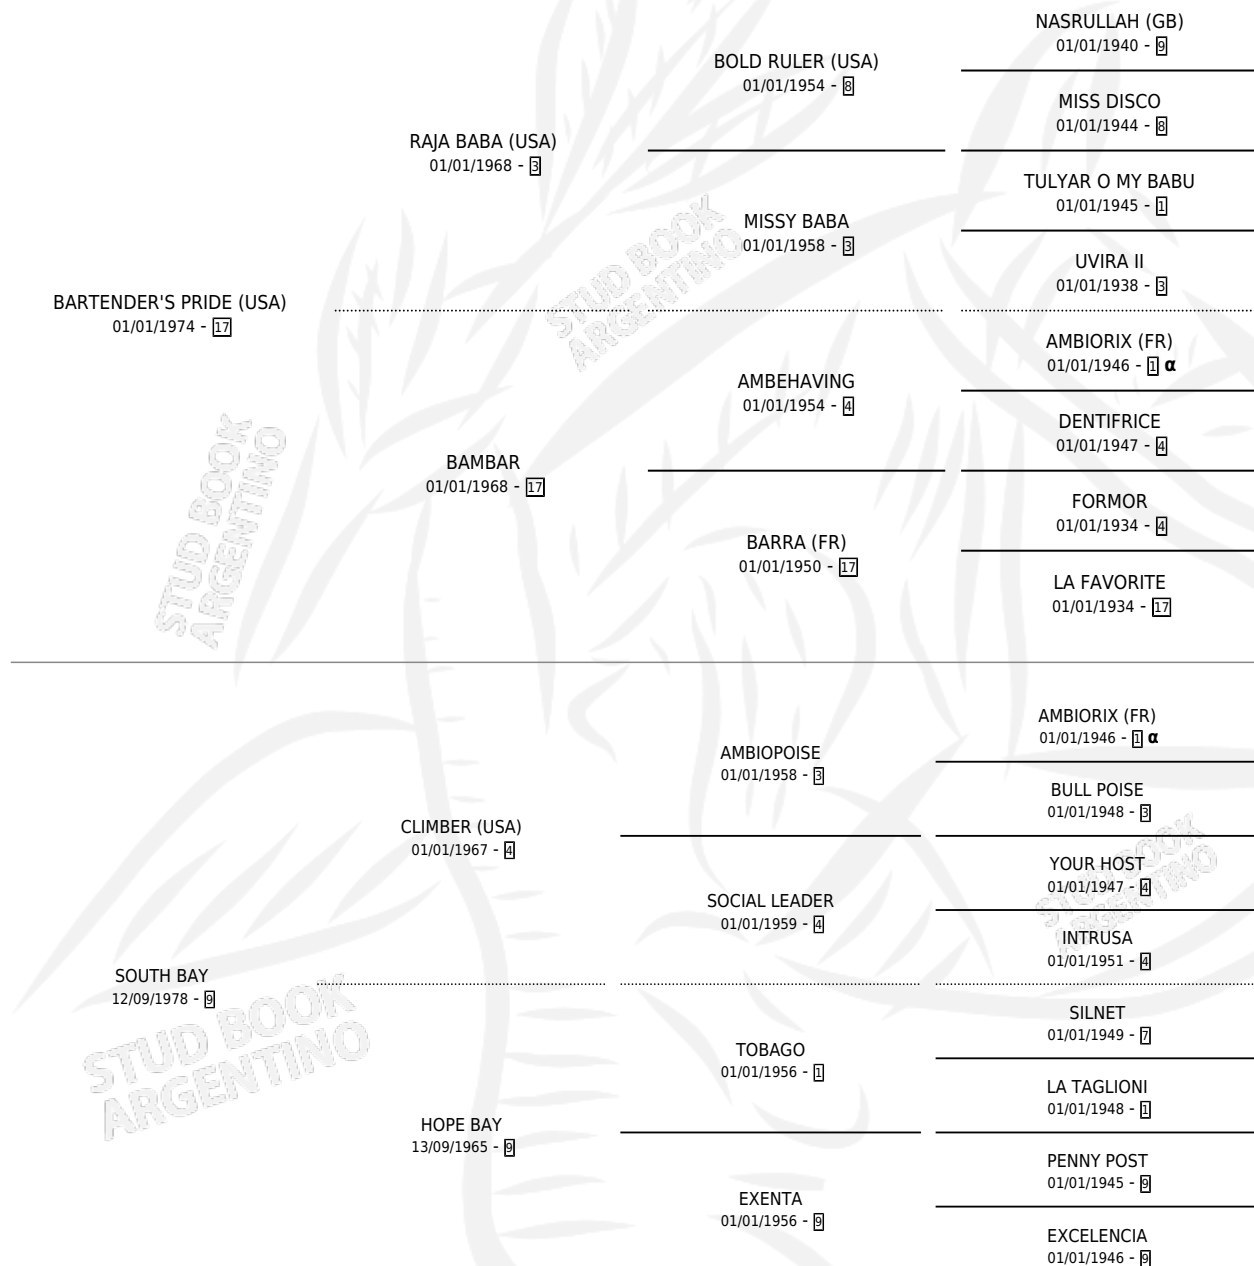 NASRULLAH (GB)
01/01/1940 - 9
BOLD RULER (USA)
01/01/1954 - 8
MISS DISCO
01/01/1944 - 8
RAJA BABA (USA)
01/01/1968 - 3
TULYAR O MY BABU
01/01/1945 - 1
MISSY BABA
01/01/1958 - 3
UVIRA II
01/01/1938 - 3
BARTENDER'S PRIDE (USA)
01/01/1974 - 17
AMBIORIX (FR)
01/01/1946 - 1 α
AMBEHAVING
01/01/1954 - 4
DENTIFRICE
01/01/1947 - 4
BAMBAR
01/01/1968 - 17
FORMOR
01/01/1934 - 4
BARRA (FR)
01/01/1950 - 17
LA FAVORITE
01/01/1934 - 17
AMBIORIX (FR)
01/01/1946 - 1 α
AMBIOPOISE
01/01/1958 - 3
BULL POISE
01/01/1948 - 3
CLIMBER (USA)
01/01/1967 - 4
YOUR HOST
01/01/1947 - 4
SOCIAL LEADER
01/01/1959 - 4
INTRUSA
01/01/1951 - 4
SOUTH BAY
12/09/1978 - 9
SILNET
01/01/1949 - 7
TOBAGO
01/01/1956 - 1
LA TAGLIONI
01/01/1948 - 1
HOPE BAY
13/09/1965 - 9
PENNY POST
01/01/1945 - 9
EXENTA
01/01/1956 - 9
EXCELENCIA
01/01/1946 - 9
STUD BOOK
ARGENTINO
STUD BOOK
ARGENTINO
STUD BOOK
ARGENTINO
STUD BOOK
ARGENTINO